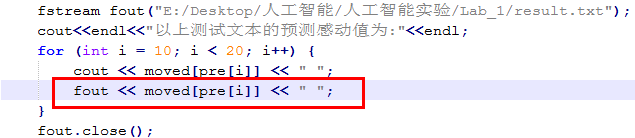 fstream fout("E:/Desktop/人工智能/人工智能实验/Lab_1/result.txt");
cout<<endl<<"以上测试文本的预测感动值为:"<<endl;
for (int i = 10; i < 20; i++) {
    cout << moved[pre[i]] << " ";
    fout << moved[pre[i]] << " ";
}
fout.close();